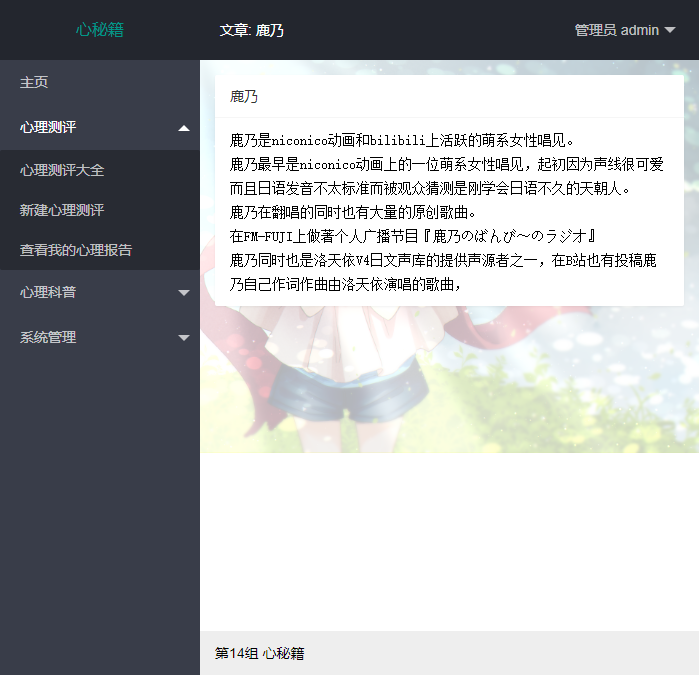 心秘籍
文章: 鹿乃
管理员 admin
主页
心理测评
心理测评大全
新建心理测评
查看我的心理报告
心理科普
系统管理
鹿乃
鹿乃是niconico动画和bilibili上活跃的萌系女性唱见。
鹿乃最早是niconico动画上的一位萌系女性唱见，起初因为声线很可爱
而且日语发音不太标准而被观众猜测是刚学会日语不久的天朝人。
鹿乃在翻唱的同时也有大量的原创歌曲。
在FM-FUJI上做著个人广播节目『鹿乃のばんび～のラジオ』
鹿乃同时也是洛天依V4日文声库的提供声源者之一，在B站也有投稿鹿
乃自己作词作曲由洛天依演唱的歌曲，
第14组 心秘籍